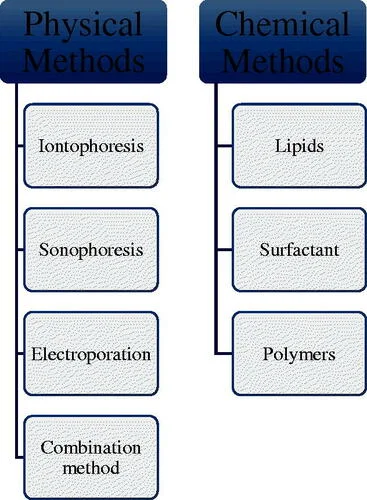 Physical
Methods
Iontophoresis
Sonophoresis
Electroporation
Combination
method
Chemical
Methods
Lipids
Surfactant
Polymers